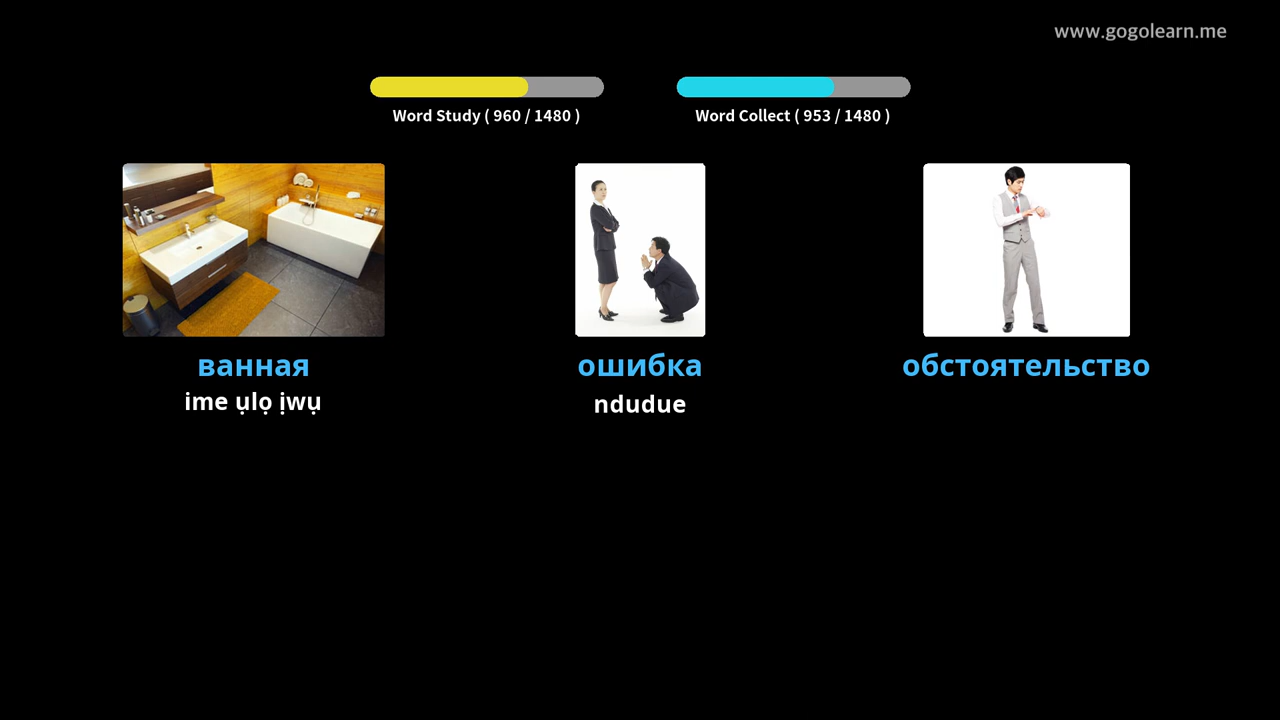 www.gogolearn.me
Word Study ( 960 / 1480 )
Word Collect ( 953 / 1480 )
ванная
ошибка
обстоятельство
ime ụlọ ịwụ
ndudue